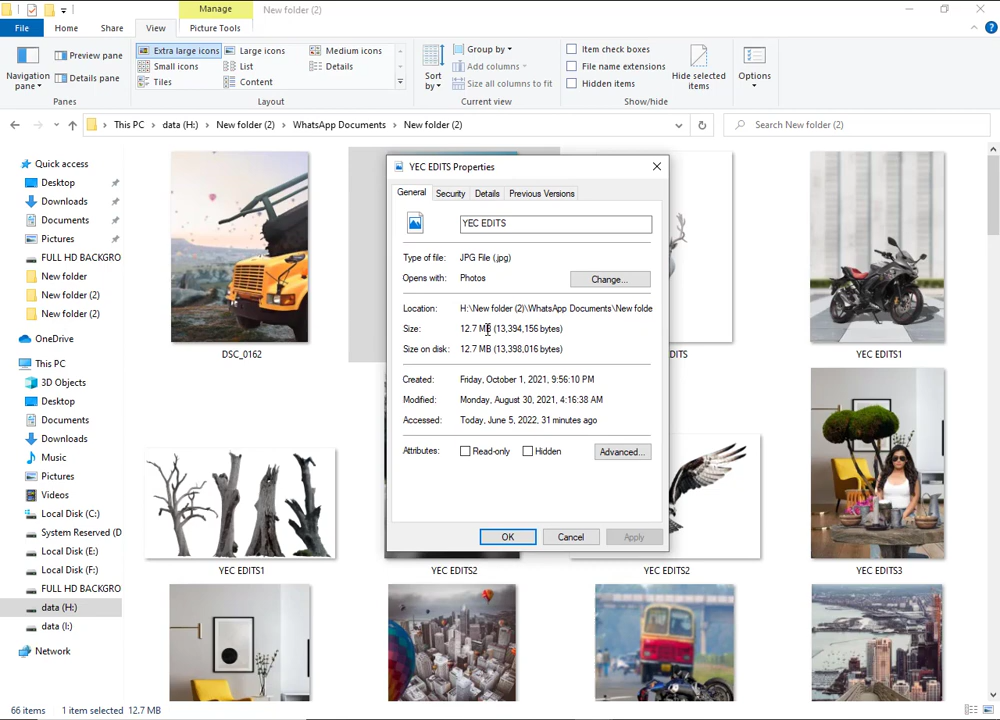 Manage
New folder (2)
File
Home
Share
View
Picture Tools
Navigation
pane
Preview pane
Details pane
Panes
Extra large icons
Large icons
Medium icons
Small icons
List
Details
Tiles
Content
Layout
Sort
by
Group by
Add columns
Size all columns to fit
Current view
Item check boxes
File name extensions
Hidden items
Hide selected
items
Show/hide
Options
This PC
data (H:)
New folder (2)
WhatsApp Documents
New folder (2)
Search New folder (2)
Quick access
Desktop
Downloads
Documents
Pictures
FULL HD BACKGRO
New folder
New folder (2)
New folder (2)
OneDrive
This PC
3D Objects
Desktop
Documents
Downloads
Music
Pictures
Videos
Local Disk (C:)
System Reserved (D
Local Disk (E:)
Local Disk (F:)
FULL HD BACKGRO
data (H:)
data (I:)
Network
DSC_0162
DITS
YEC EDITS1
YEC EDITS1
YEC EDITS2
YEC EDITS2
YEC EDITS3
YEC EDITS Properties
General
Security
Details
Previous Versions
YEC EDITS
Type of file: JPG File (.jpg)
Opens with: Photos
Change...
Location: H:\New folder (2)\WhatsApp Documents\New folde
Size: 12.7 MB (13,394,156 bytes)
Size on disk: 12.7 MB (13,398,016 bytes)
Created: Friday, October 1, 2021, 9:56:10 PM
Modified: Monday, August 30, 2021, 4:16:38 AM
Accessed: Today, June 5, 2022, 31 minutes ago
Attributes: Read-only Hidden
Advanced...
OK
Cancel
Apply
66 items 1 item selected 12.7 MB